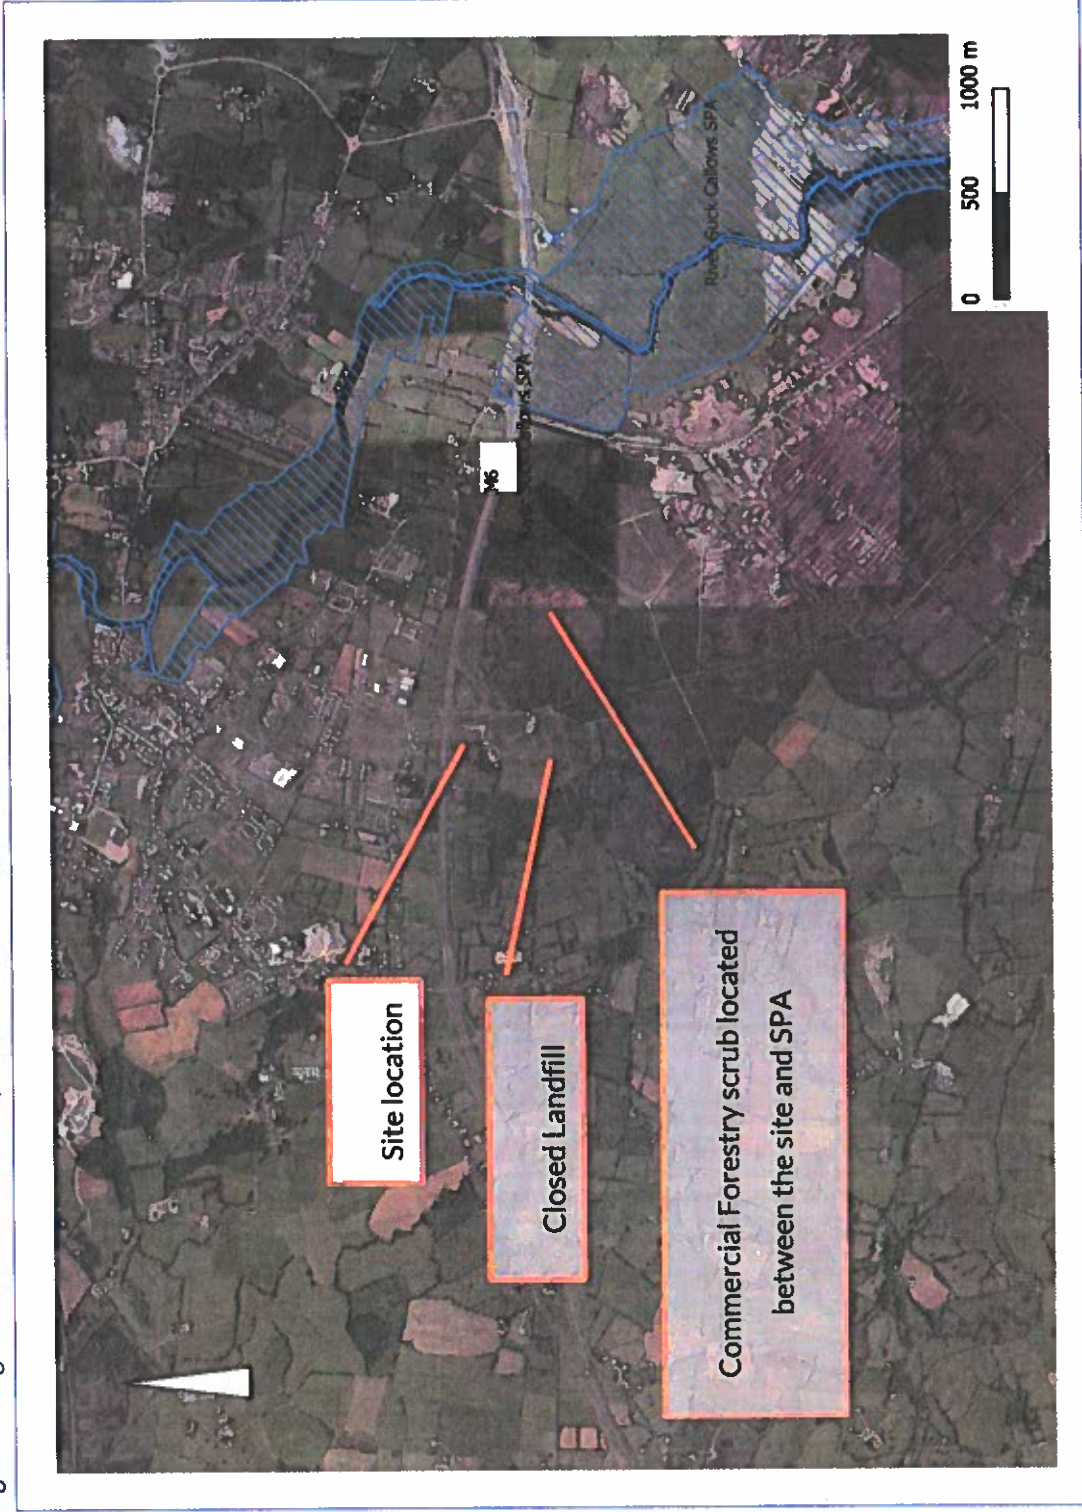 Site location
Closed Landfill
Commercial Forestry scrub located
between the site and SPA
M6
River Suck Callows SPA
SPA
0 500 1000 m